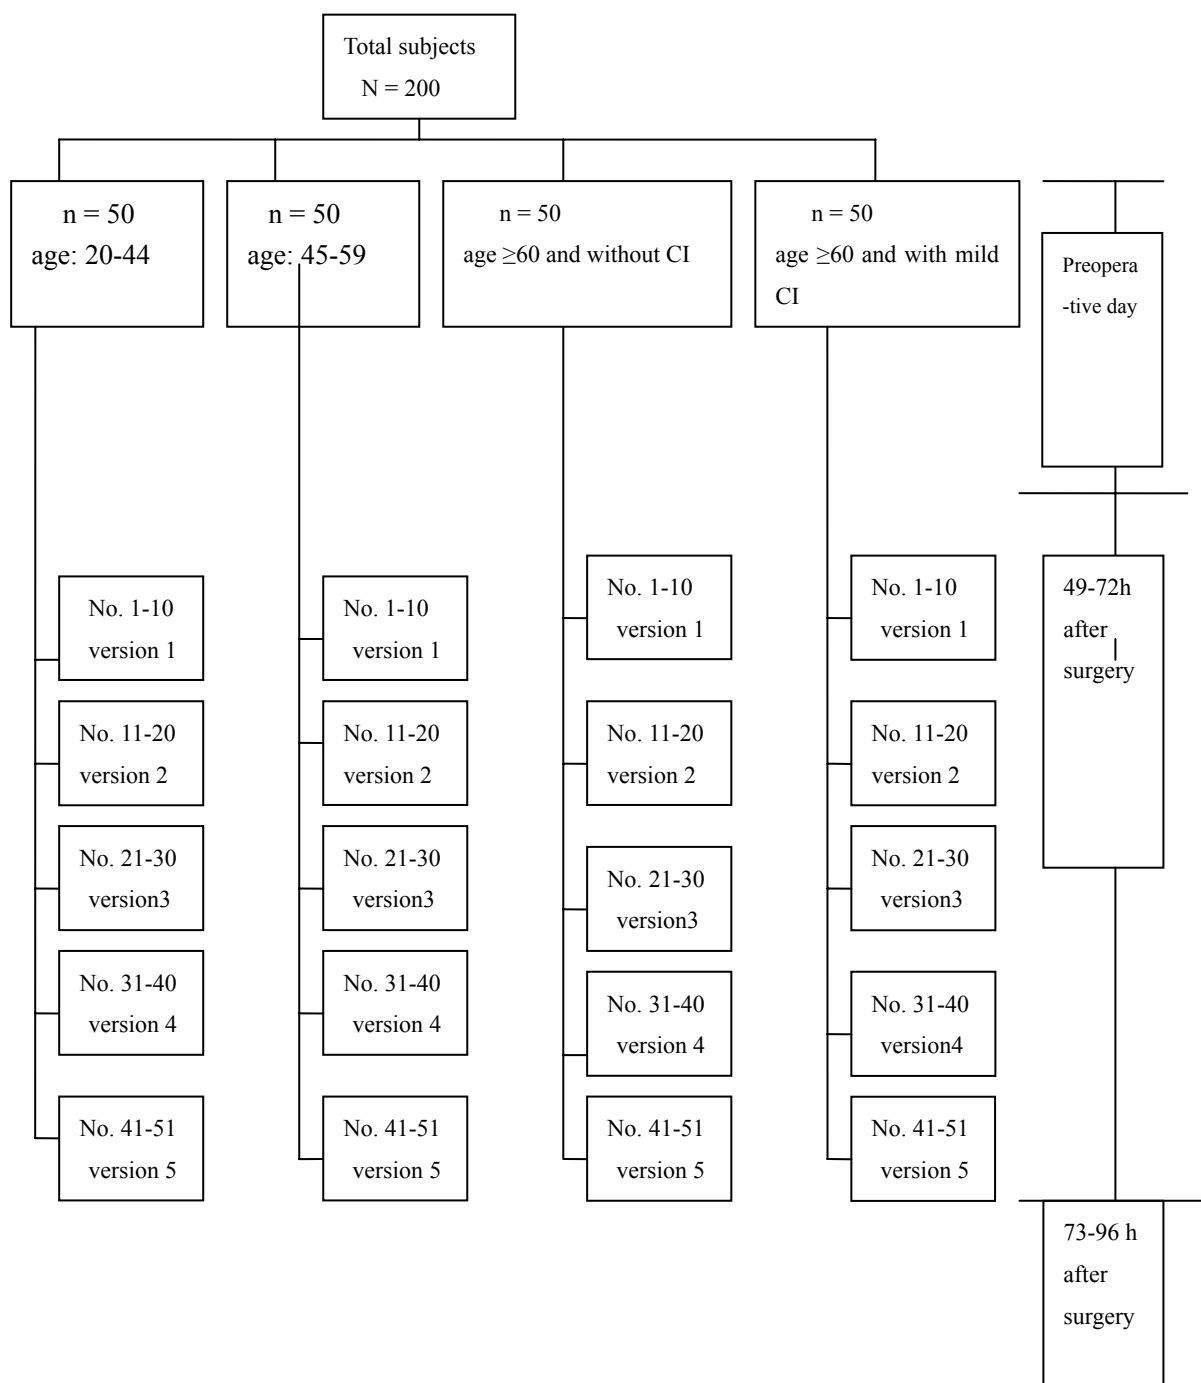 Total subjects
N = 200
n = 50
age: 20-44
n = 50
age: 45-59
n = 50
age ≥60 and without CI
n = 50
age ≥60 and with mild
CI
Preopera
-tive day
No. 1-10
version 1
No. 11-20
version 2
No. 21-30
version3
No. 31-40
version 4
No. 41-51
version 5
No. 1-10
version 1
No. 11-20
version 2
No. 21-30
version3
No. 31-40
version 4
No. 41-51
version 5
No. 1-10
version 1
No. 11-20
version 2
No. 21-30
version3
No. 31-40
version 4
No. 41-51
version 5
No. 1-10
version 1
No. 11-20
version 2
No. 21-30
version3
No. 31-40
version4
No. 41-51
version 5
49-72h
after
surgery
73-96 h
after
surgery